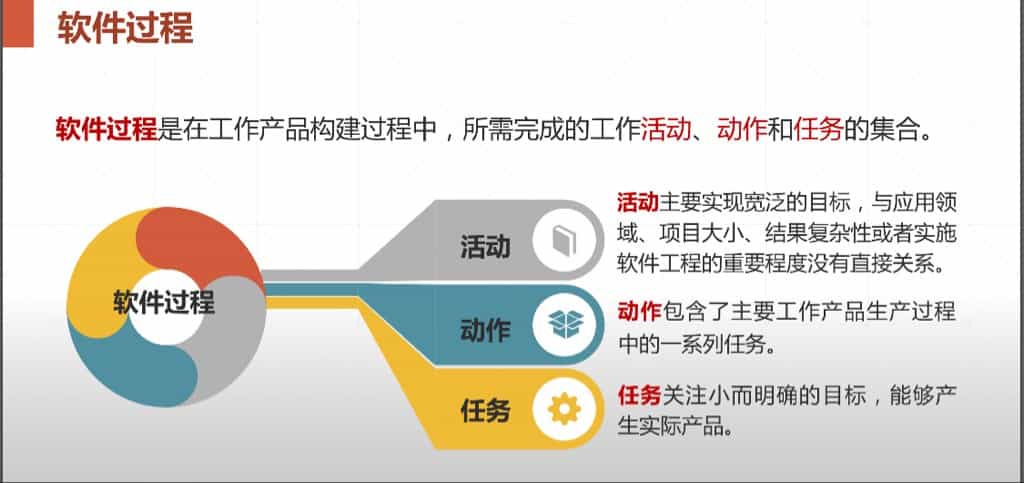 软件过程
软件过程是在工作产品构建过程中，所需完成的工作活动、动作和任务的集合。
软件过程
活动
活动主要实现宽泛的目标，与应用领
域、项目大小、结果复杂性或者实施
软件工程的重要程度没有直接关系。
动作
动作包含了主要工作产品生产过程
中的一系列任务。
任务
任务关注小而明确的目标，能够产
生实际产品。